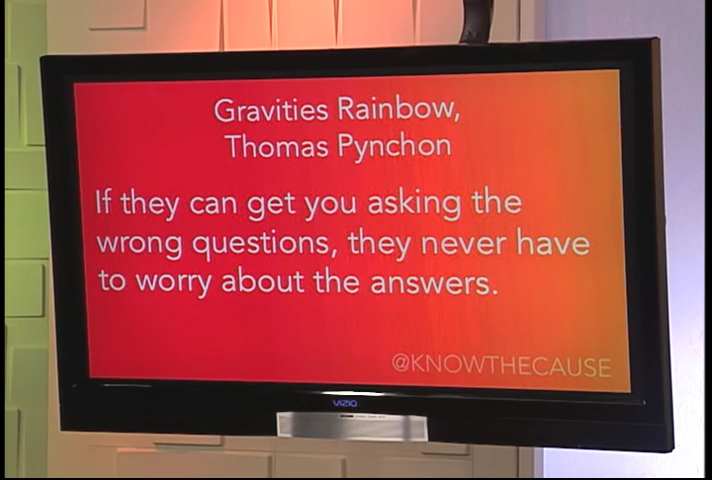 Gravities Rainbow,
Thomas Pynchon
If they can get you asking the
wrong questions, they never have
to worry about the answers.
@KNOWTHECAUSE
VIZIO